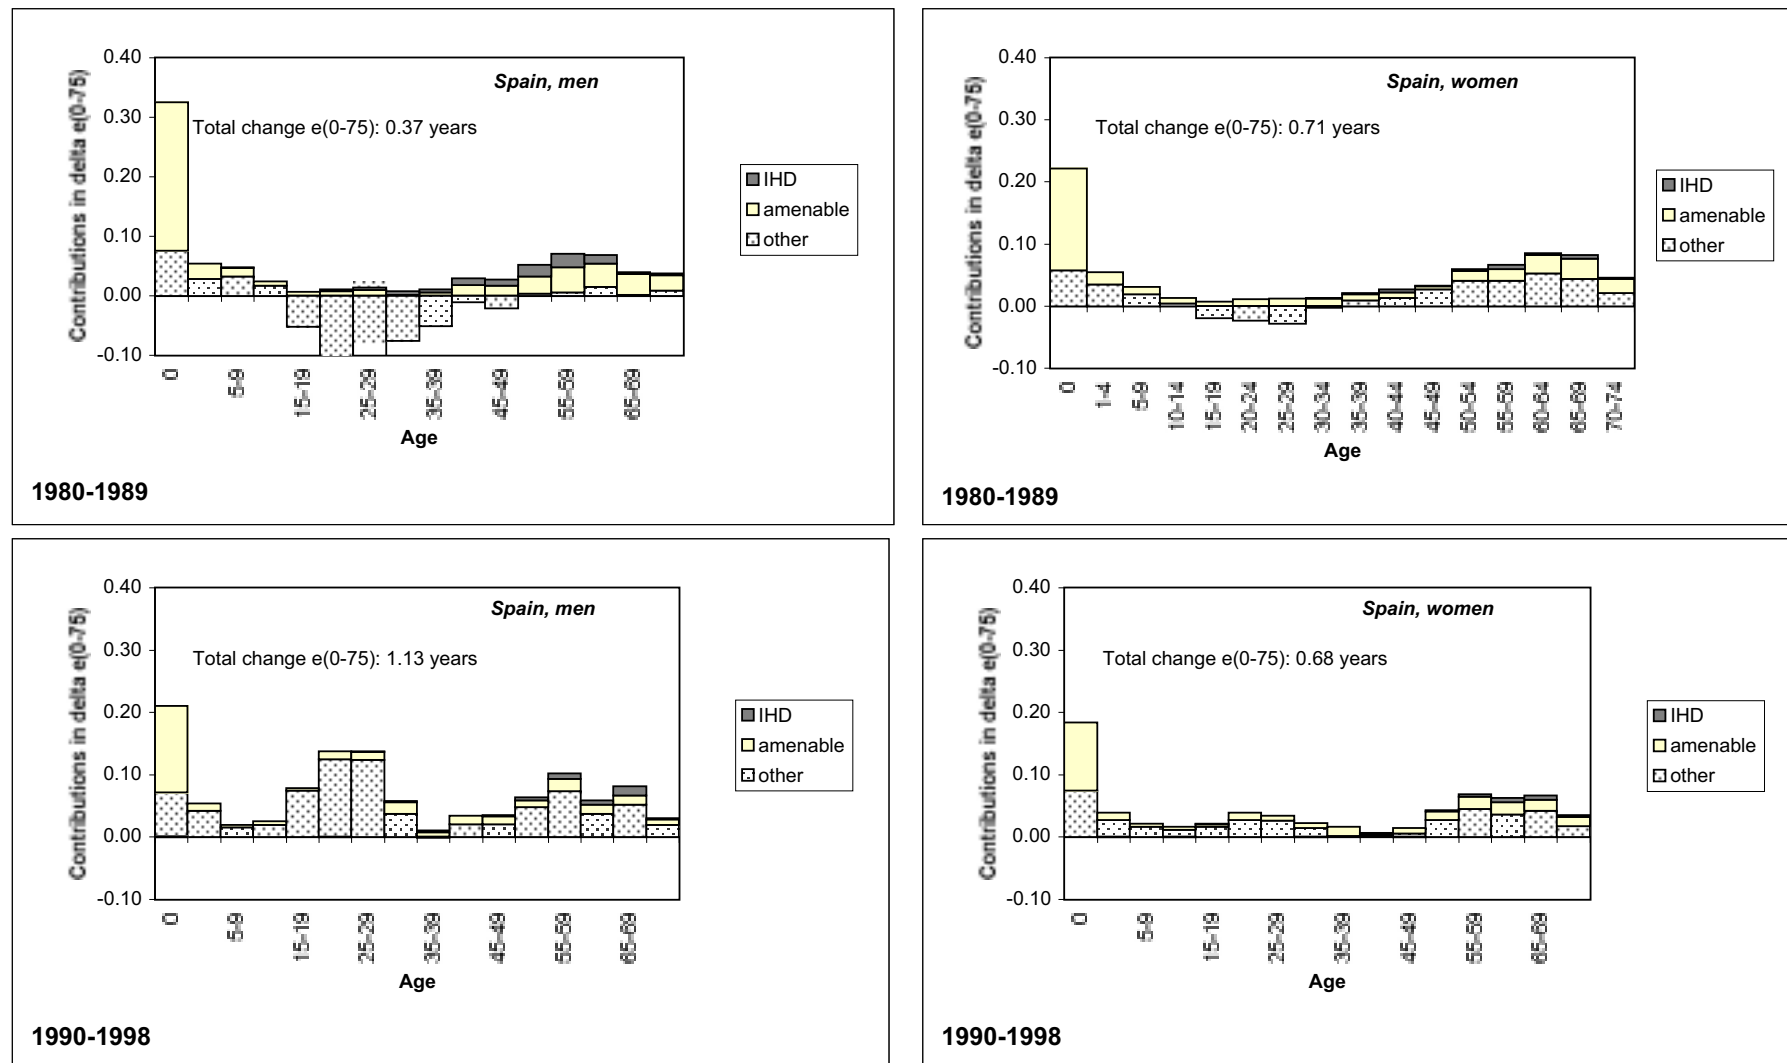 Spain, men
Total change e(0-75): 0.37 years
Contributions in delta e(0-75)
0.40
0.30
0.20
0.10
0.00
-0.10
0
5-9
15-19
25-29
35-39
45-49
55-59
65-69
Age
IHD
amenable
other
1980-1989
Spain, women
Total change e(0-75): 0.71 years
Contributions in delta e(0-75)
0.40
0.30
0.20
0.10
0.00
-0.10
0
1-4
5-9
10-14
15-19
20-24
25-29
30-34
35-39
40-44
45-49
50-54
55-59
60-64
65-69
70-74
Age
IHD
amenable
other
1980-1989
Spain, men
Total change e(0-75): 1.13 years
Contributions in delta e(0-75)
0.40
0.30
0.20
0.10
0.00
-0.10
0
5-9
15-19
25-29
35-39
45-49
55-59
65-69
Age
IHD
amenable
other
1990-1998
Spain, women
Total change e(0-75): 0.68 years
Contributions in delta e(0-75)
0.40
0.30
0.20
0.10
0.00
-0.10
0
5-9
15-19
25-29
35-39
45-49
55-59
65-69
Age
IHD
amenable
other
1990-1998